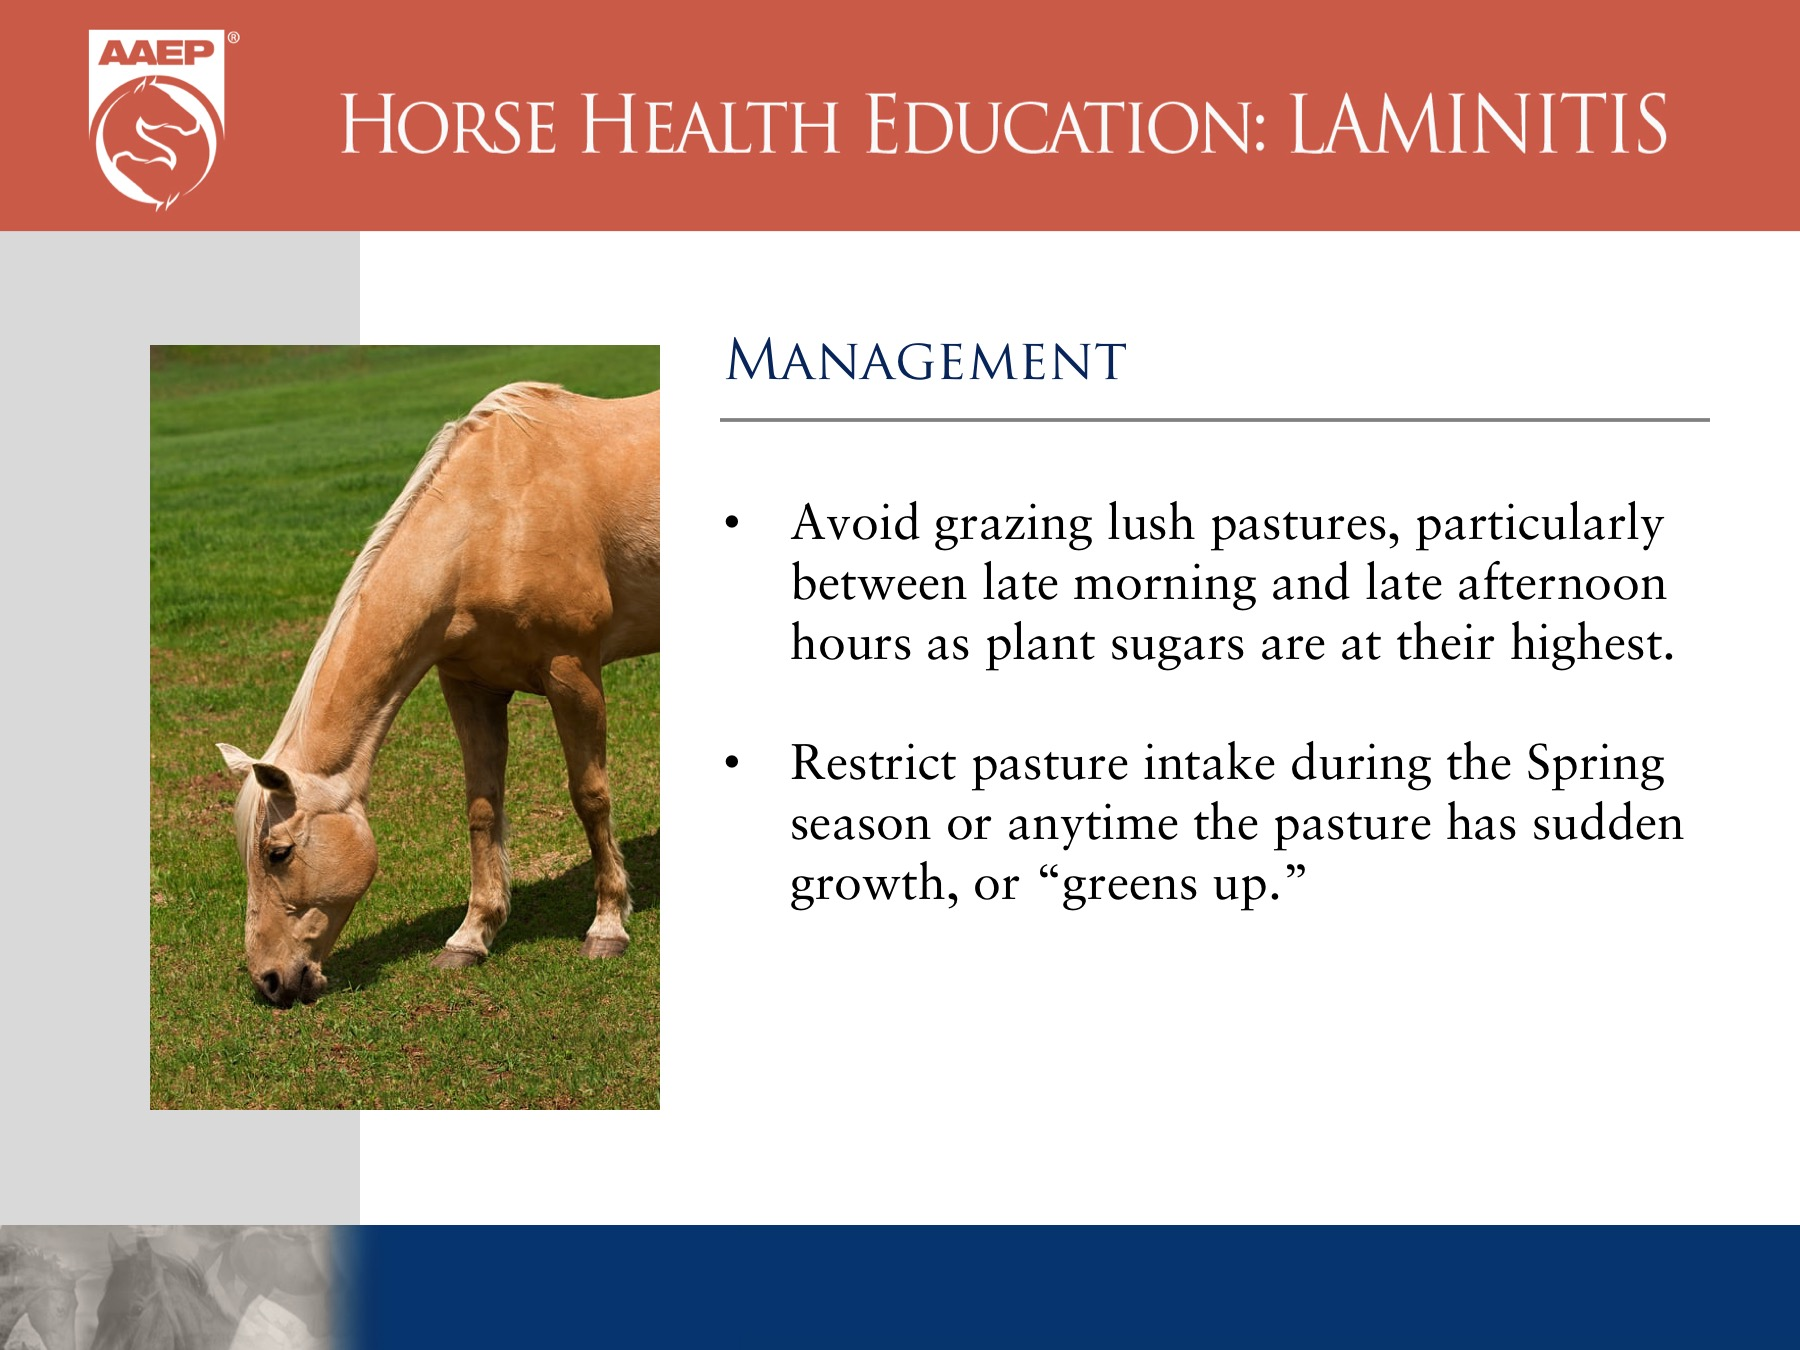 AAEP®
HORSE HEALTH EDUCATION: LAMINITIS
MANAGEMENT
• Avoid grazing lush pastures, particularly
between late morning and late afternoon
hours as plant sugars are at their highest.
• Restrict pasture intake during the Spring
season or anytime the pasture has sudden
growth, or “greens up.”